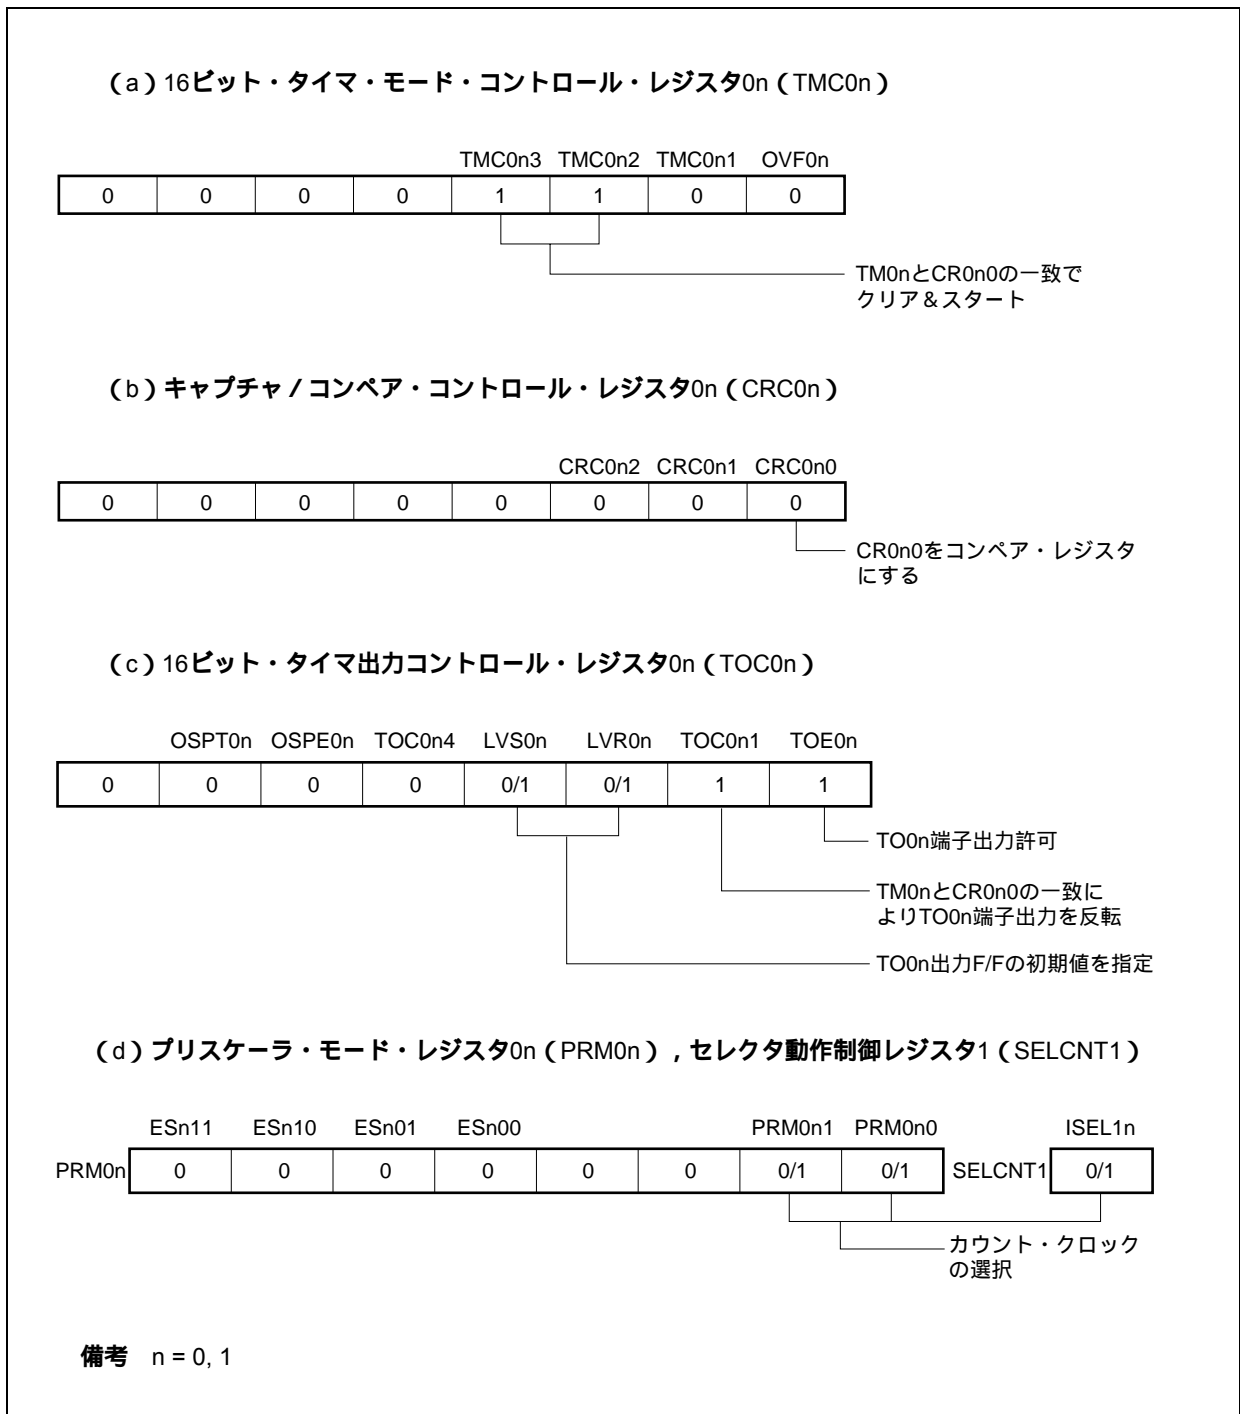 (a)16ビット・タイマ・モード・コントロール・レジスタ0n(TMC0n)
TMC0n3 TMC0n2 TMC0n1 OVF0n
0 0 0 0 1 1 0 0
TM0nとCR0n0の一致で
クリア&スタート
(b)キャプチャ/コンペア・コントロール・レジスタ0n(CRC0n)
CRC0n2 CRC0n1 CRC0n0
0 0 0 0 0 0 0 0
CR0n0をコンペア・レジスタ
にする
(c)16ビット・タイマ出力コントロール・レジスタ0n(TOC0n)
OSPT0n OSPE0n TOC0n4 LVS0n LVR0n TOC0n1 TOE0n
0 0 0 0 0/1 0/1 1 1
TO0n端子出力許可
TM0nとCR0n0の一致に
よりTO0n端子出力を反転
TO0n出力F/Fの初期値を指定
(d)プリスケーラ・モード・レジスタ0n(PRM0n),セレクタ動作制御レジスタ1(SELCNT1)
ESn11 ESn10 ESn01 ESn00 PRM0n1 PRM0n0 ISEL1n
PRM0n 0 0 0 0 0 0 0/1 0/1 SELCNT1 0/1
カウント・クロック
の選択
備考 n = 0, 1